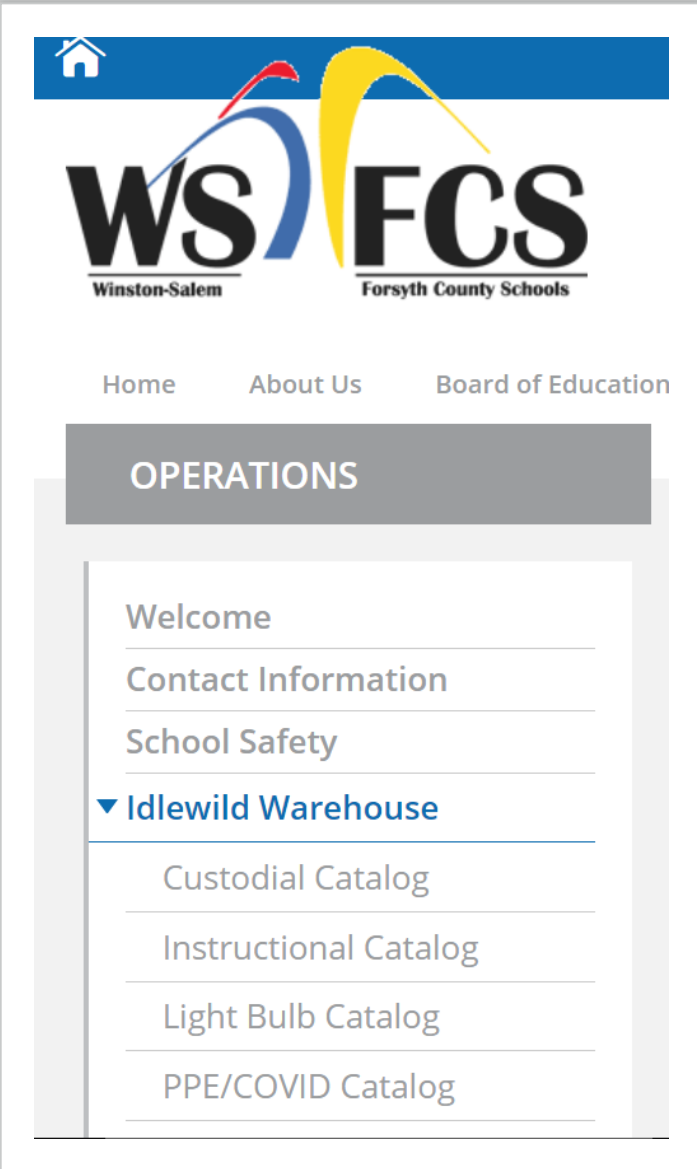 WS FCS
Winston-Salem Forsyth County Schools
Home About Us Board of Education
OPERATIONS
Welcome
Contact Information
School Safety
Idlewild Warehouse
Custodial Catalog
Instructional Catalog
Light Bulb Catalog
PPE/COVID Catalog